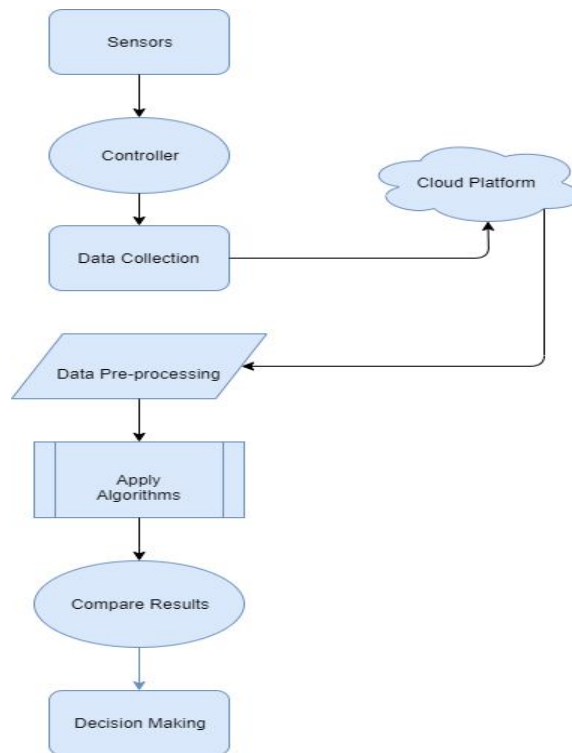 Sensors
Controller
Cloud Platform
Data Collection
Data Pre-processing
Apply
Algorithms
Compare Results
Decision Making